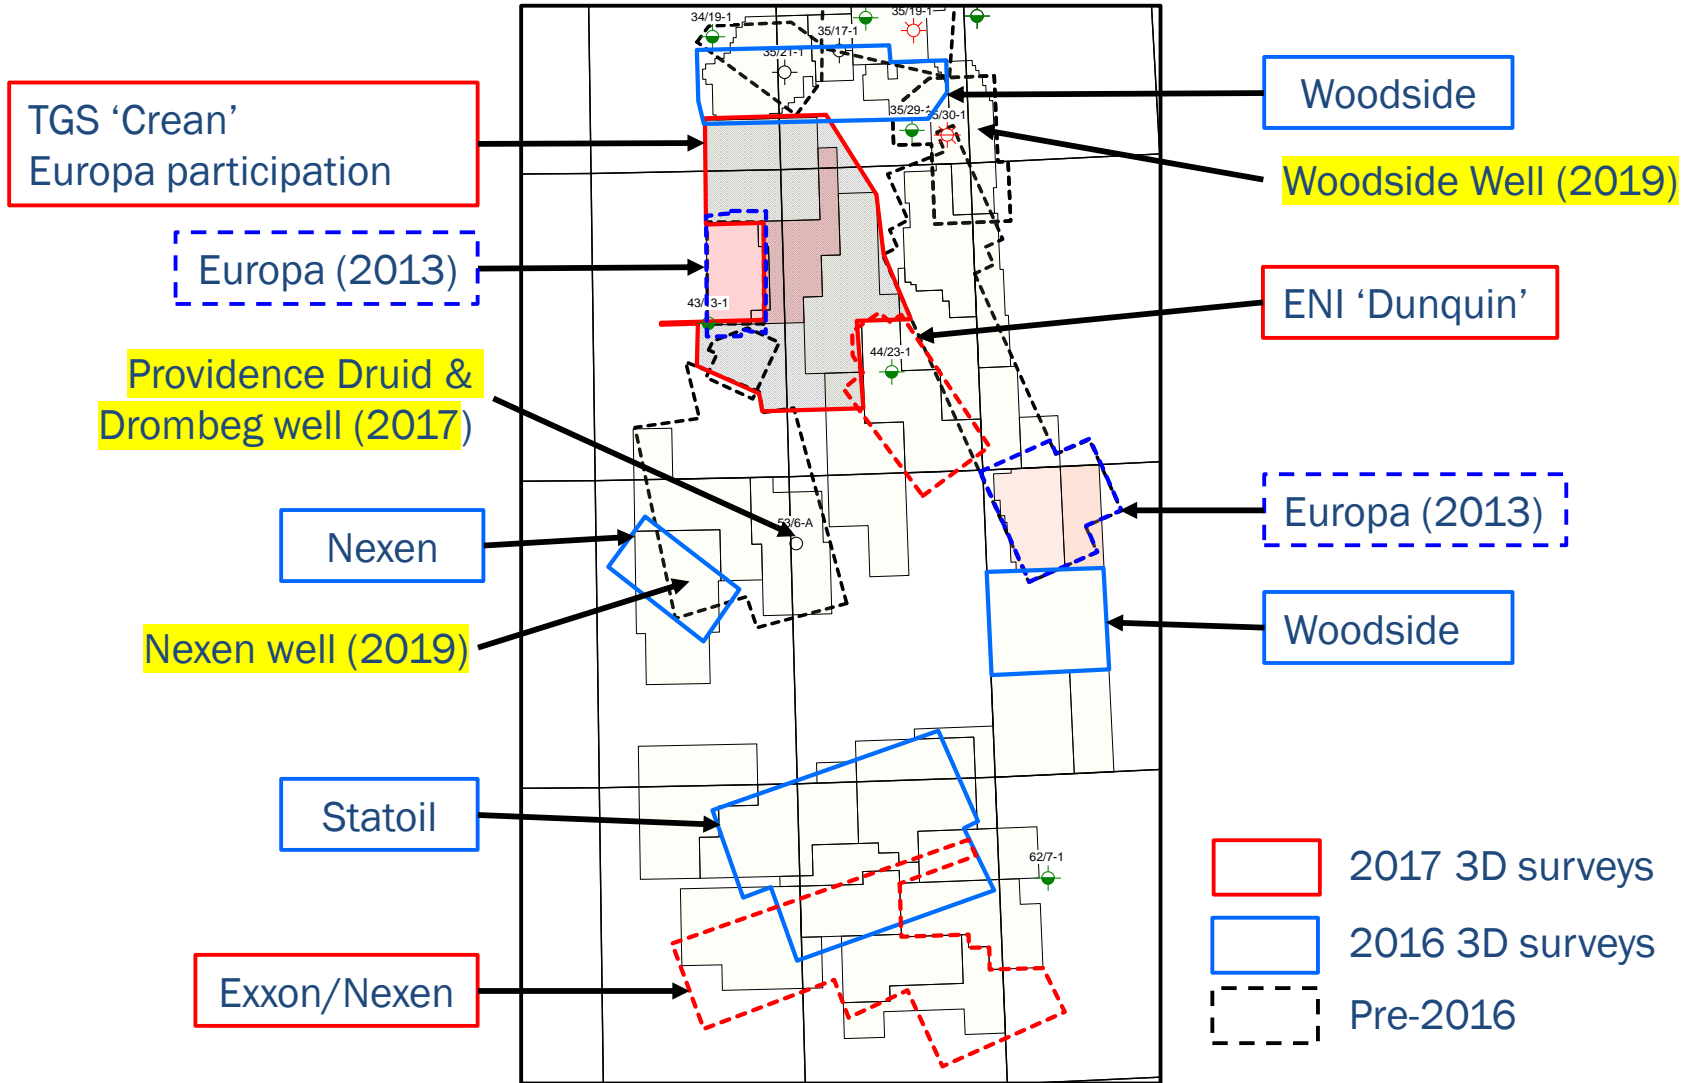 34/19-1
35/17-1
35/19-1
35/21-1
TGS ‘Crean’
Europa participation
Woodside
35/29-1
35/30-1
Woodside Well (2019)
Europa (2013)
43/13-1
ENI ‘Dunquin’
44/23-1
Providence Druid &
Drombeg well (2017)
Nexen
53/6-A
Europa (2013)
Nexen well (2019)
Woodside
Statoil
62/7-1
Exxon/Nexen
2017 3D surveys
2016 3D surveys
Pre-2016